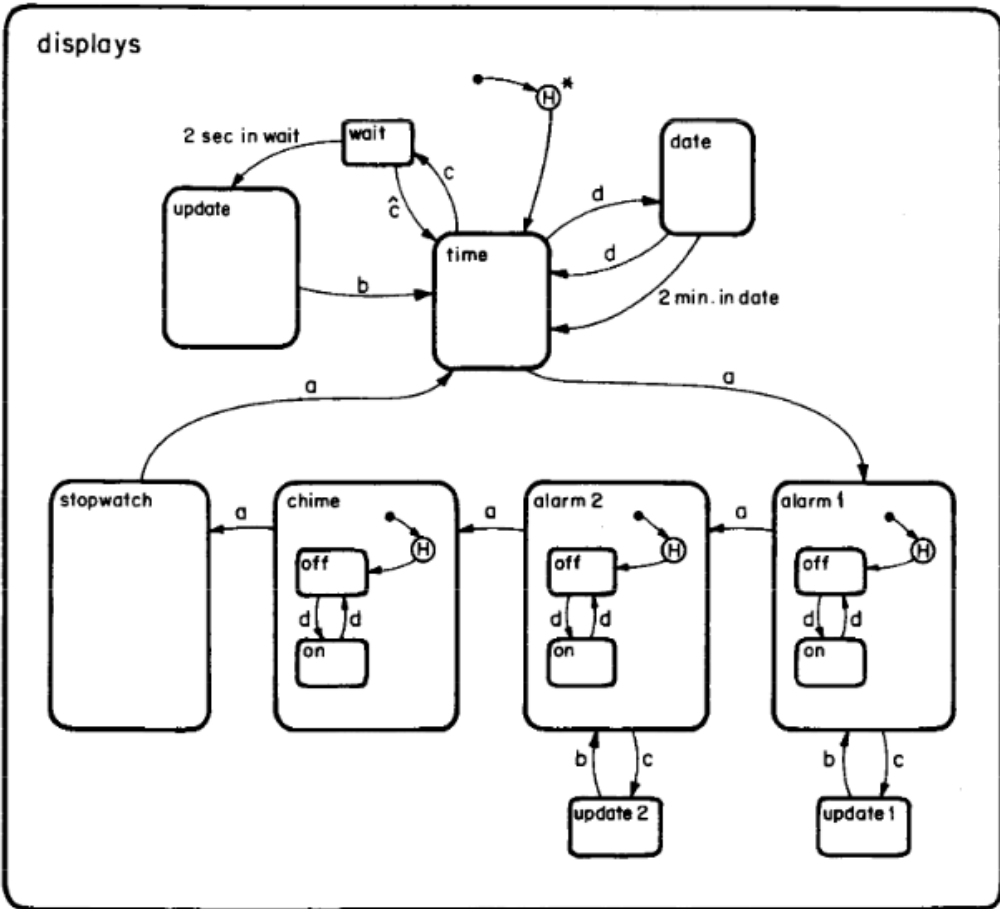 displays
H*
2 sec in wait
wait
date
c
d
update
ĉ
time
d
b
2 min. in date
a
a
stopwatch
chime
alarm 2
alarm 1
a
a
a
H
H
H
off
off
off
d
d
d
d
d
d
on
on
on
b
c
b
c
update 2
update 1